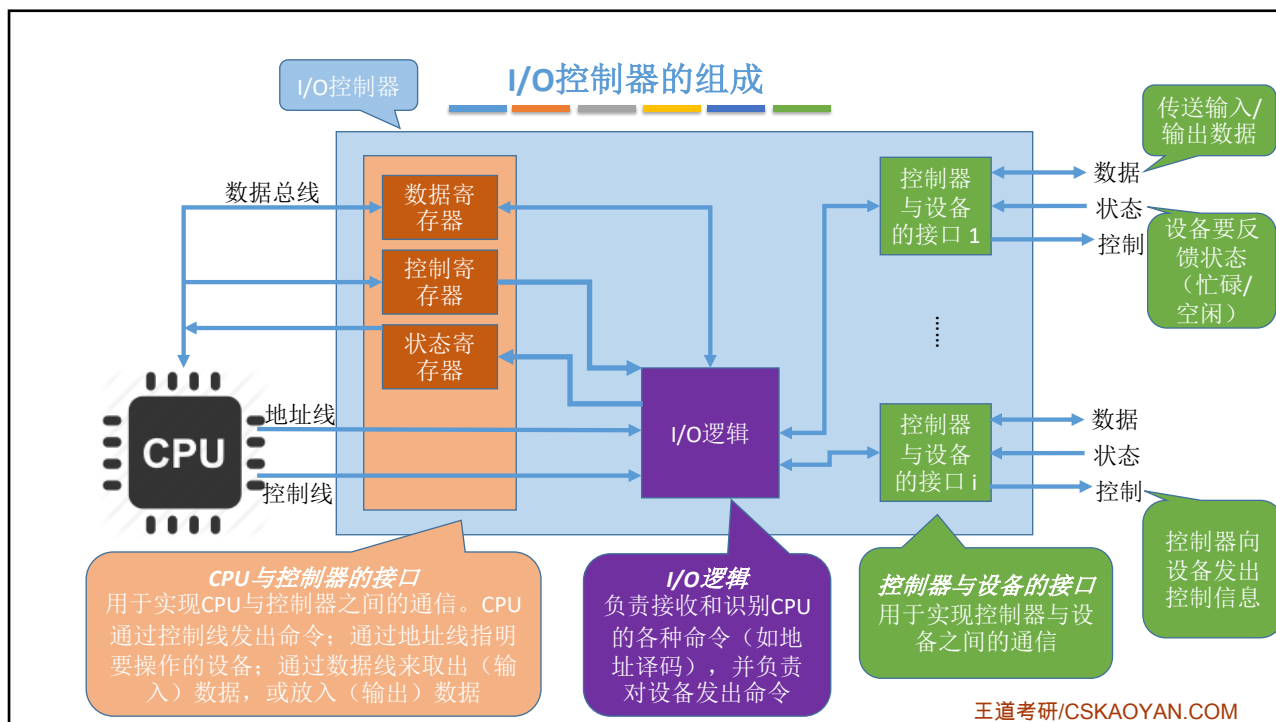 I/O控制器的组成
I/O控制器
传送输入/
输出数据
数据总线
数据寄
存器
控制寄
存器
状态寄
存器
控制器
与设备
的接口 1
数据
状态
控制
设备要反
馈状态
（忙碌/
空闲）
......
CPU
地址线
控制线
I/O逻辑
控制器
与设备
的接口 i
数据
状态
控制
控制器向
设备发出
控制信息
CPU与控制器的接口
用于实现CPU与控制器之间的通信。CPU
通过控制线发出命令；通过地址线指明
要操作的设备；通过数据线来取出（输
入）数据，或放入（输出）数据
I/O逻辑
负责接收和识别CPU
的各种命令（如地
址译码），并负责
对设备发出命令
控制器与设备的接口
用于实现控制器与设
备之间的通信
王道考研/CSKAOYAN.COM